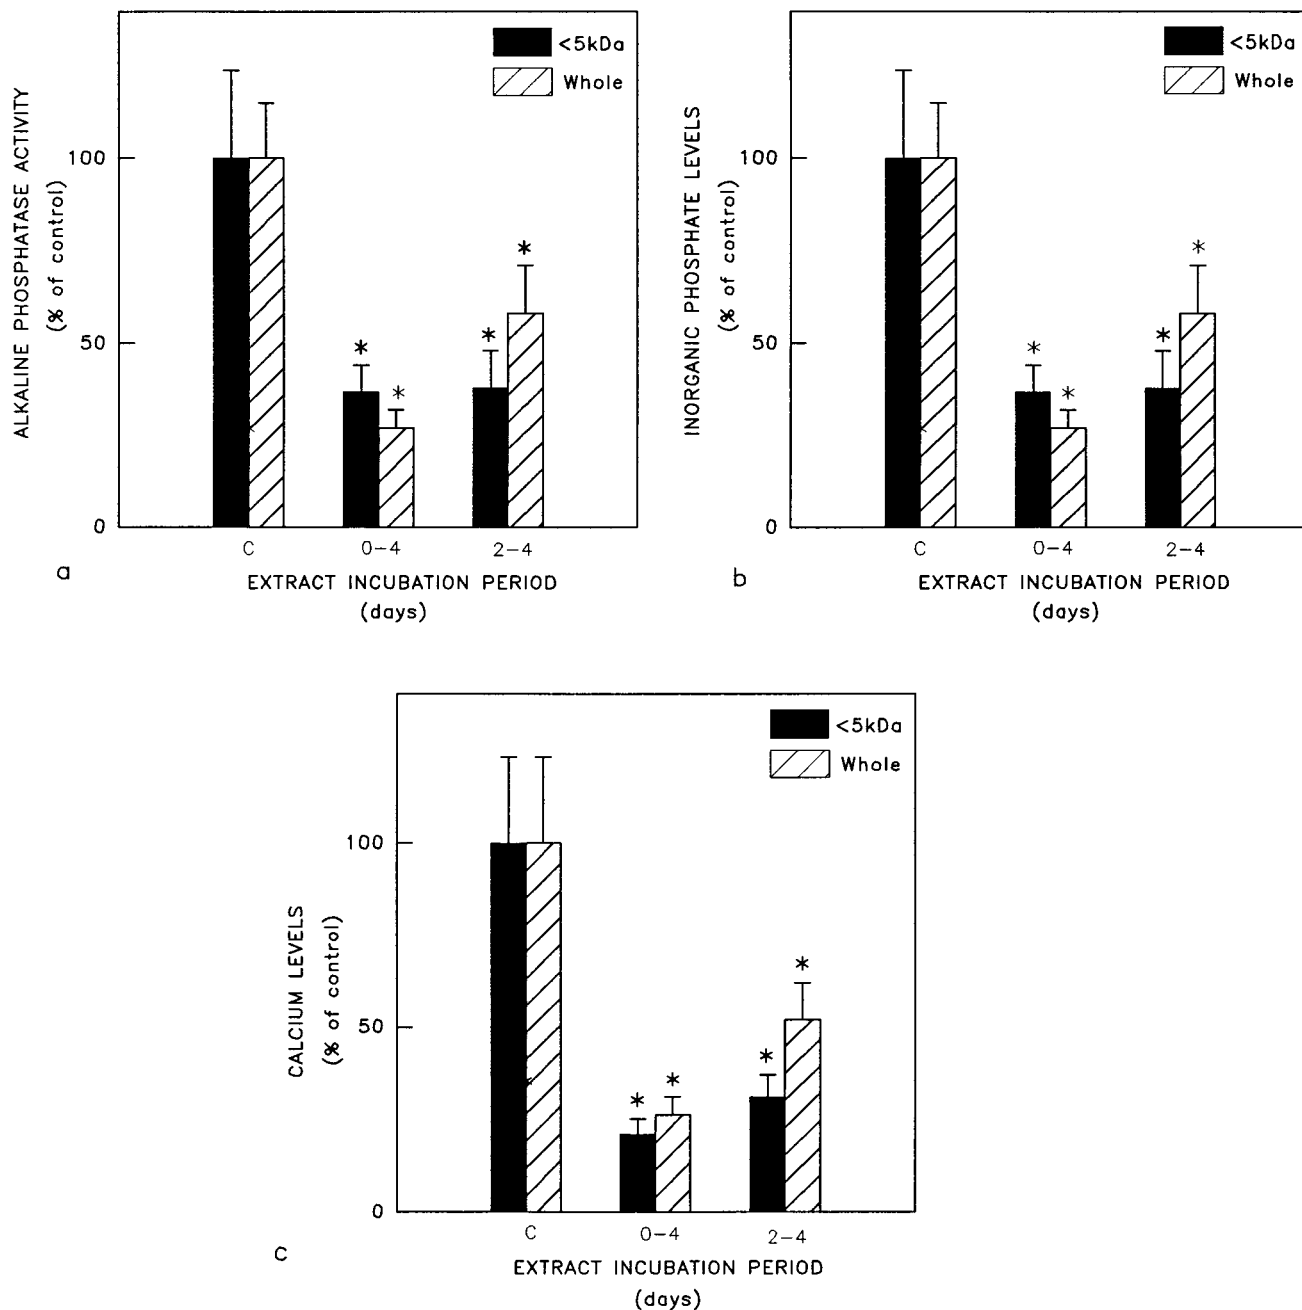 <5kDa
Whole
ALKALINE PHOSPHATASE ACTIVITY
(% of control)
100
50
0
*
*
*
*
C
0-4
2-4
EXTRACT INCUBATION PERIOD
(days)
a
<5kDa
Whole
INORGANIC PHOSPHATE LEVELS
(% of control)
100
50
0
*
*
*
*
C
0-4
2-4
EXTRACT INCUBATION PERIOD
(days)
b
<5kDa
Whole
CALCIUM LEVELS
(% of control)
100
50
0
*
*
*
*
C
0-4
2-4
EXTRACT INCUBATION PERIOD
(days)
c